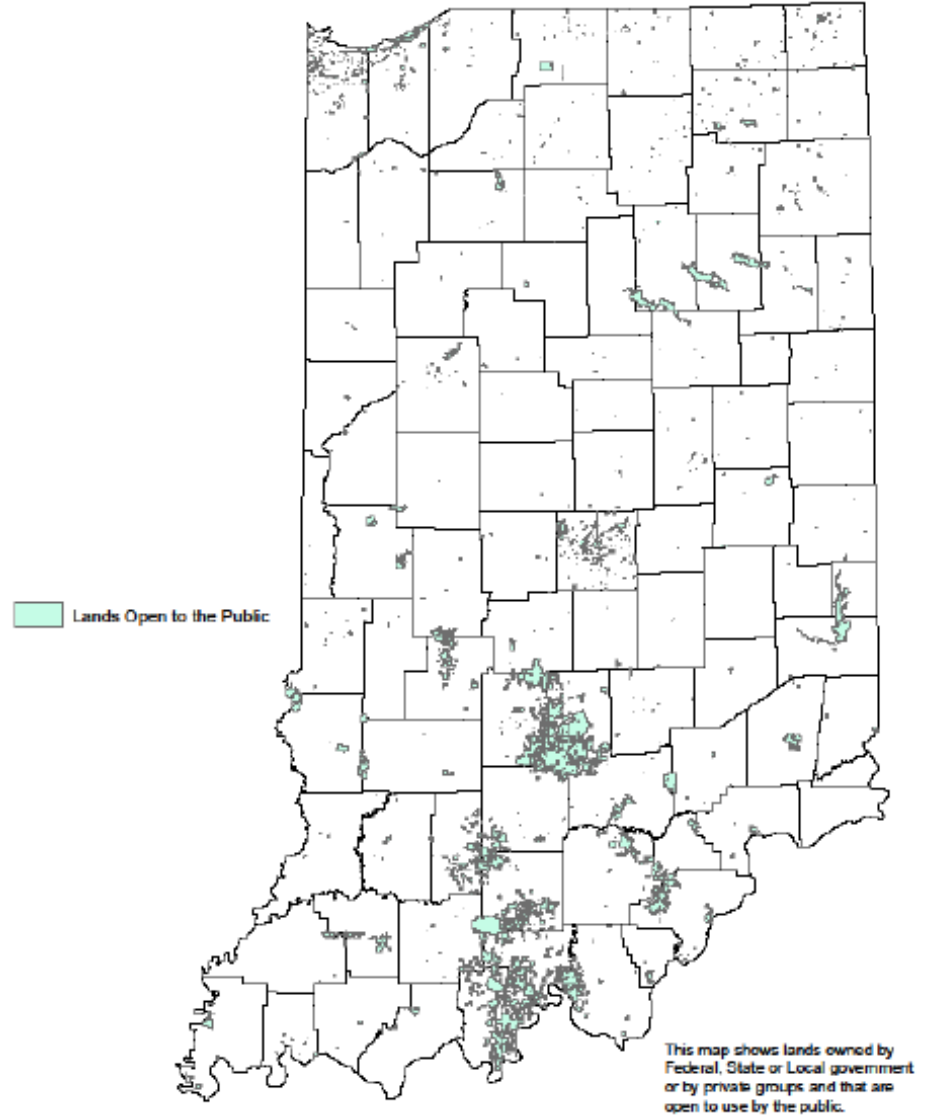 Lands Open to the Public
This map shows lands owned by
Federal, State or Local government
or by private groups and that are
open to use by the public.